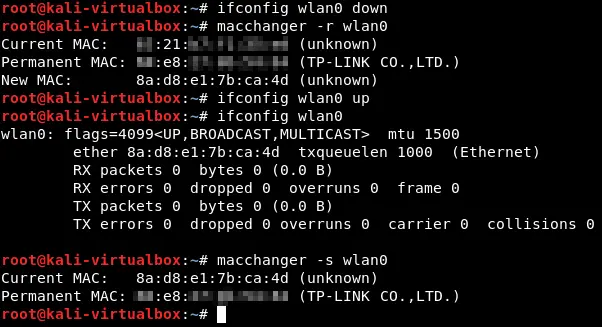 root@kali-virtualbox:~# ifconfig wlan0 down
root@kali-virtualbox:~# macchanger -r wlan0
Current MAC: :21: (unknown)
Permanent MAC: :e8: (TP-LINK CO.,LTD.)
New MAC: 8a:d8:e1:7b:ca:4d (unknown)
root@kali-virtualbox:~# ifconfig wlan0 up
root@kali-virtualbox:~# ifconfig wlan0
wlan0: flags=4099<UP,BROADCAST,MULTICAST> mtu 1500
ether 8a:d8:e1:7b:ca:4d txqueuelen 1000 (Ethernet)
RX packets 0 bytes 0 (0.0 B)
RX errors 0 dropped 0 overruns 0 frame 0
TX packets 0 bytes 0 (0.0 B)
TX errors 0 dropped 0 overruns 0 carrier 0 collisions 0
root@kali-virtualbox:~# macchanger -s wlan0
Current MAC: 8a:d8:e1:7b:ca:4d (unknown)
Permanent MAC: :e8: (TP-LINK CO.,LTD.)
root@kali-virtualbox:~#